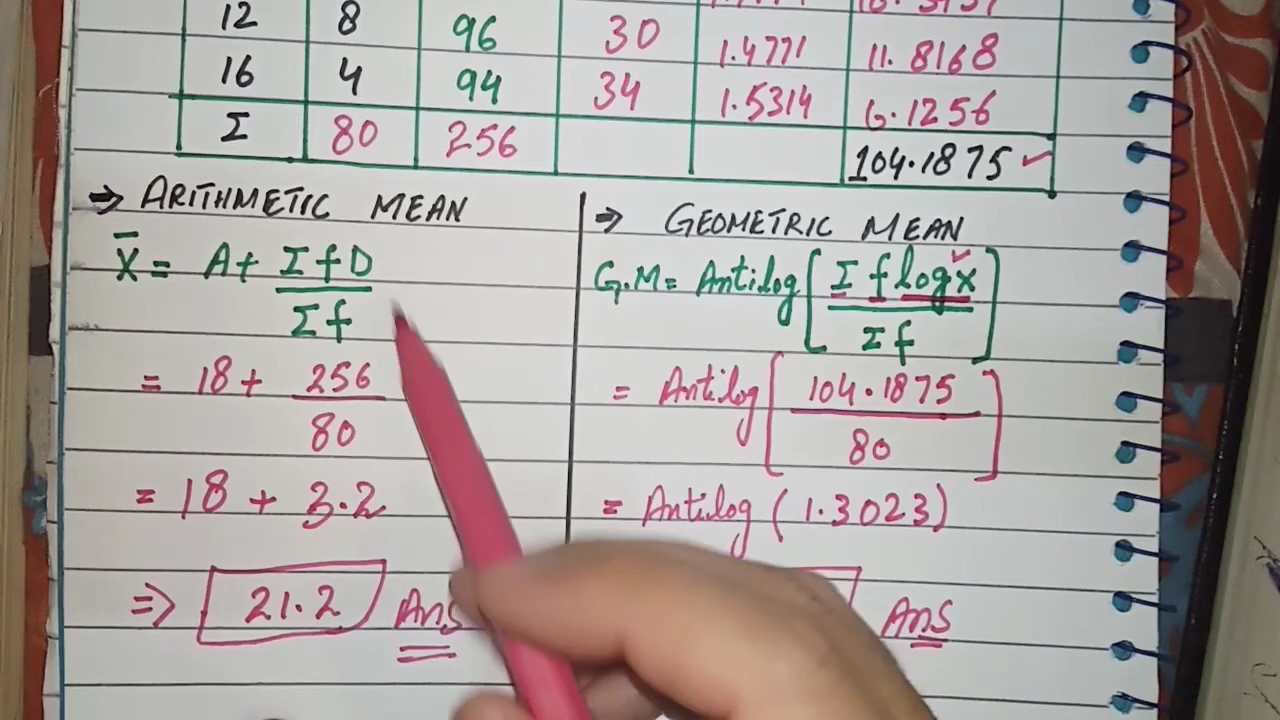 12 8 96 30 1.4771 11.8168
16 4 94 34 1.5314 6.1256
Σ 80 256 104.1875 ✓
⇒ ARITHMETIC MEAN
X̄ = A + ΣfD / Σf
= 18 + 256 / 80
= 18 + 3.2
⇒ 21.2 Ans
⇒ GEOMETRIC MEAN
G.M = Antilog [ Σ f log x / Σf ]
= Antilog [ 104.1875 / 80 ]
= Antilog ( 1.3023 )
Ans